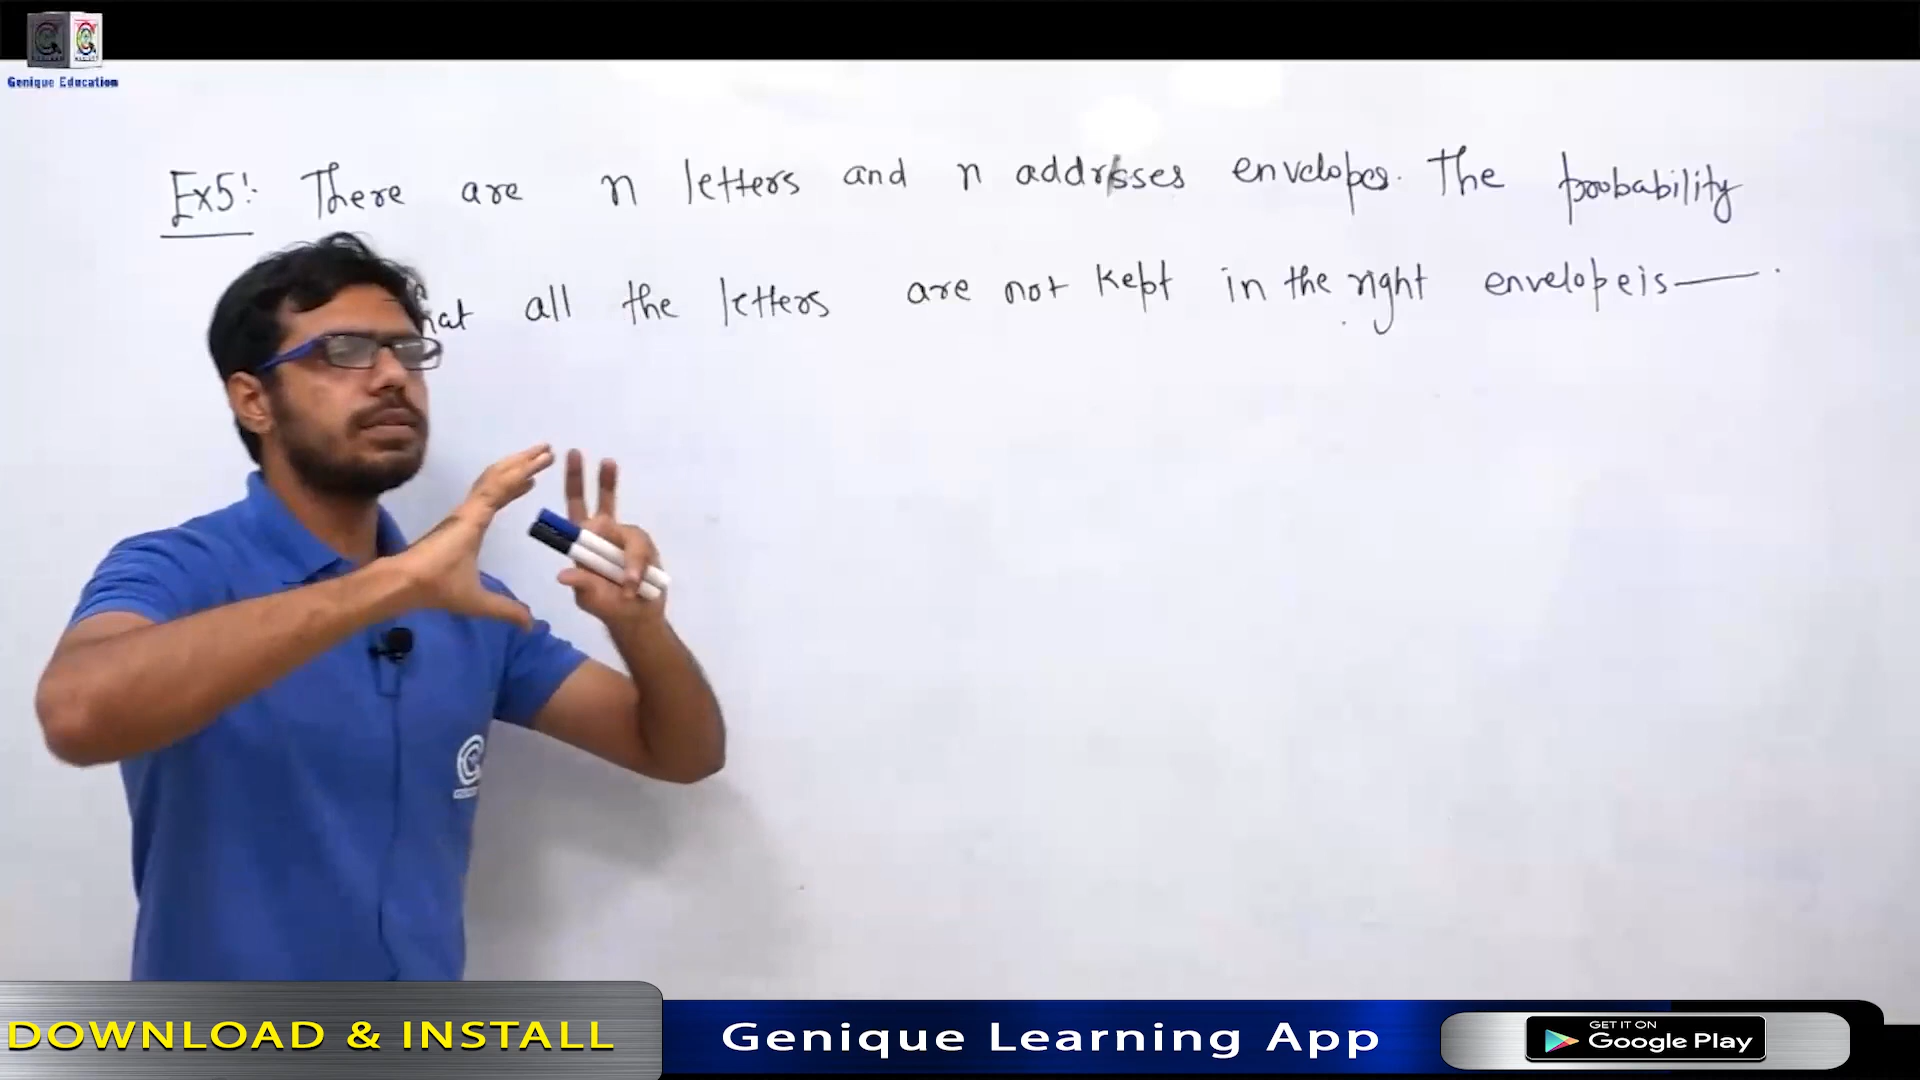 Genique Education
Ex5: There are n letters and n addresses envelopes. The probability
all the letters are not kept in the right envelope is —.
DOWNLOAD & INSTALL
Genique Learning App
GET IT ON
Google Play